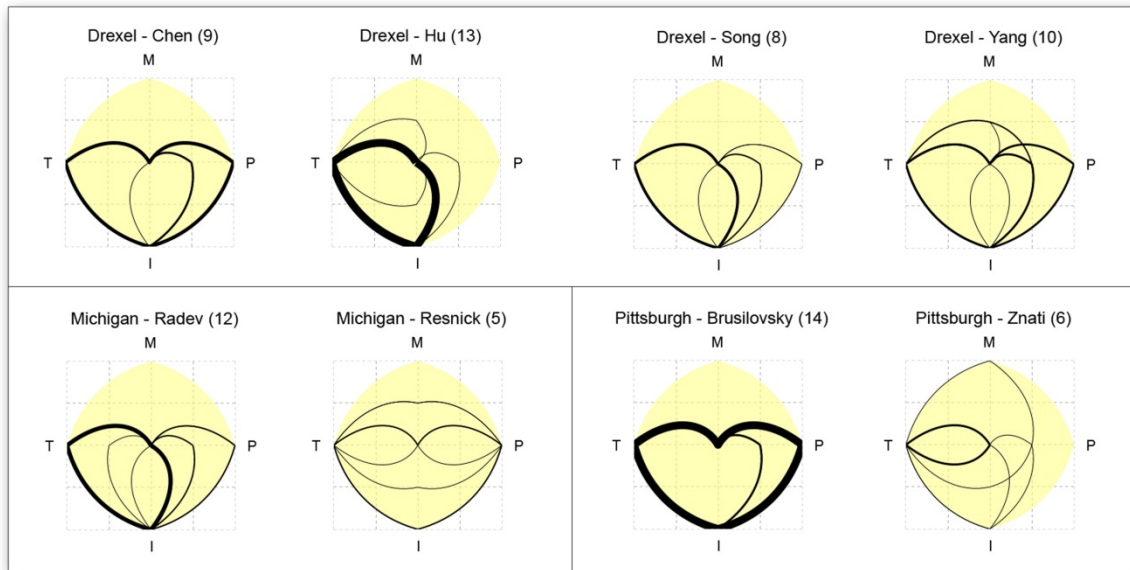 Drexel - Chen (9)
M
T
P
I
Drexel - Hu (13)
M
T
P
I
Drexel - Song (8)
M
T
P
I
Drexel - Yang (10)
M
T
P
I
Michigan - Radev (12)
M
T
P
I
Michigan - Resnick (5)
M
T
P
I
Pittsburgh - Brusilovsky (14)
M
T
P
I
Pittsburgh - Znati (6)
M
T
P
I